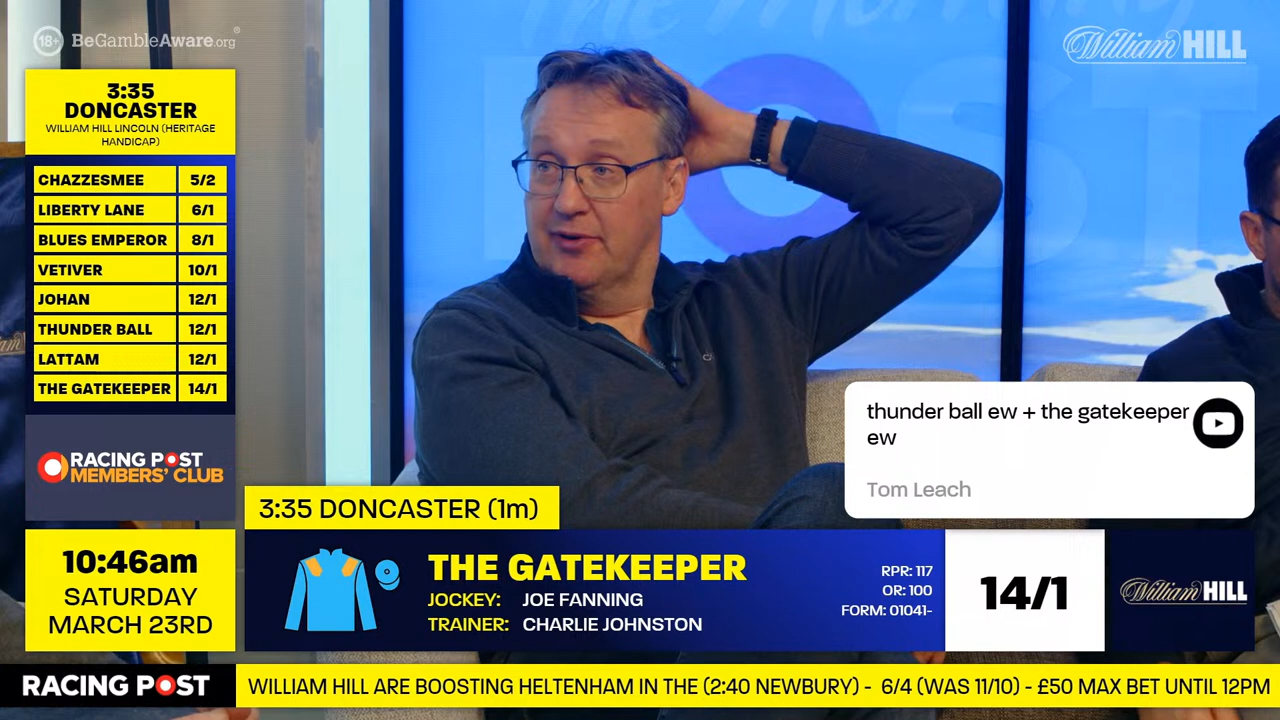 18+ BeGambleAware.org®
William HILL
the Morning
POST
3:35
DONCASTER
WILLIAM HILL LINCOLN (HERITAGE
HANDICAP)
CHAZZESMEE 5/2
LIBERTY LANE 6/1
BLUES EMPEROR 8/1
VETIVER 10/1
JOHAN 12/1
THUNDER BALL 12/1
LATTAM 12/1
THE GATEKEEPER 14/1
RACING POST
MEMBERS' CLUB
thunder ball ew + the gatekeeper
ew
Tom Leach
3:35 DONCASTER (1m)
10:46am
SATURDAY
MARCH 23RD
THE GATEKEEPER
JOCKEY: JOE FANNING
TRAINER: CHARLIE JOHNSTON
RPR: 117
OR: 100
FORM: 01041-
14/1
William HILL
RACING POST
WILLIAM HILL ARE BOOSTING HELTENHAM IN THE (2:40 NEWBURY) - 6/4 (WAS 11/10) - £50 MAX BET UNTIL 12PM